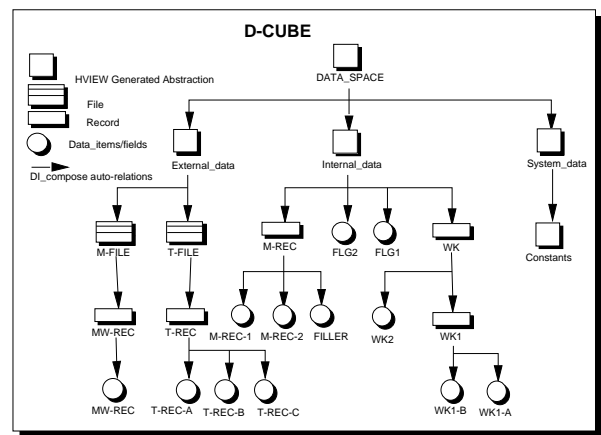 D-CUBE
HVIEW Generated Abstraction
File
Record
Data_items/fields
DI_compose auto-relations
DATA_SPACE
External_data
Internal_data
System_data
M-FILE
T-FILE
M-REC
FLG2
FLG1
WK
Constants
MW-REC
T-REC
M-REC-1
M-REC-2
FILLER
WK2
WK1
MW-REC
T-REC-A
T-REC-B
T-REC-C
WK1-B
WK1-A